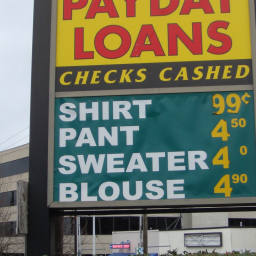 PAYDAY
LOANS
CHECKS CASHED
SHIRT 99¢
PANT 4 50
SWEATER 4 0
BLOUSE 4 90